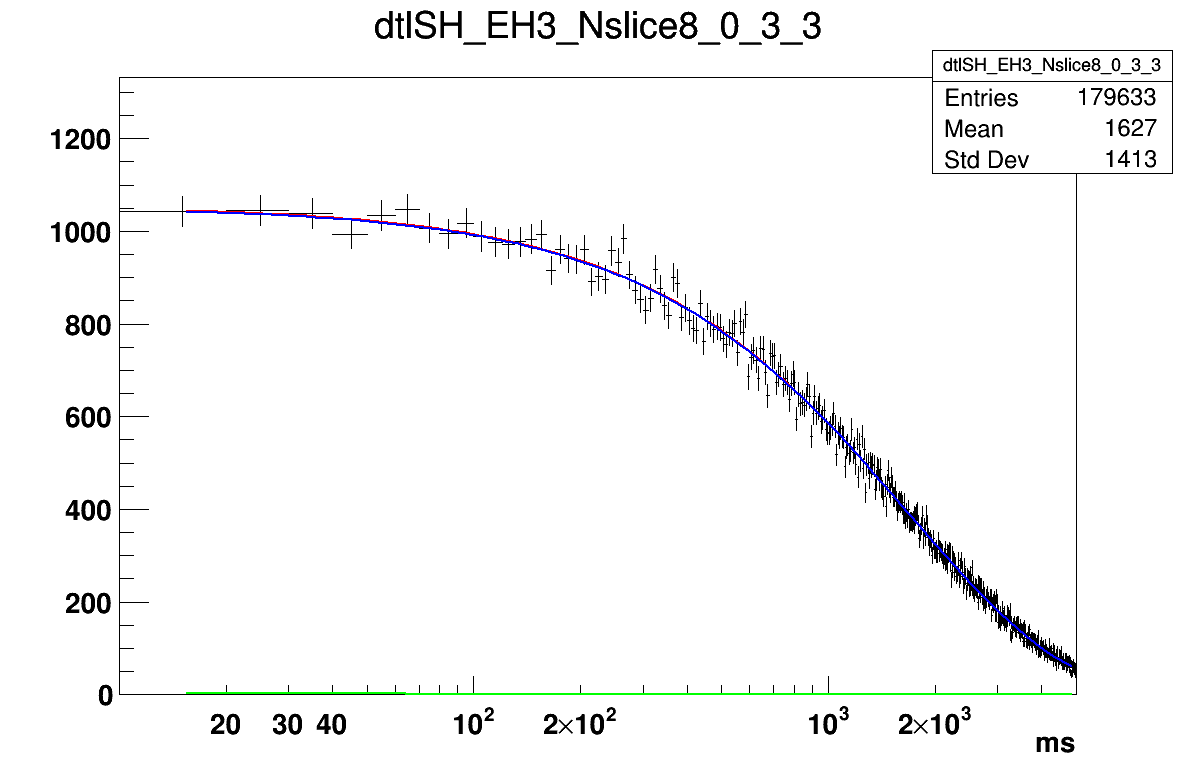 dtlSH_EH3_Nslice8_0_3_3
dtlSH_EH3_Nslice8_0_3_3
Entries 179633
Mean 1627
Std Dev 1413
1200
1000
800
600
400
200
0
20 30 40 10² 2×10² 10³ 2×10³
ms